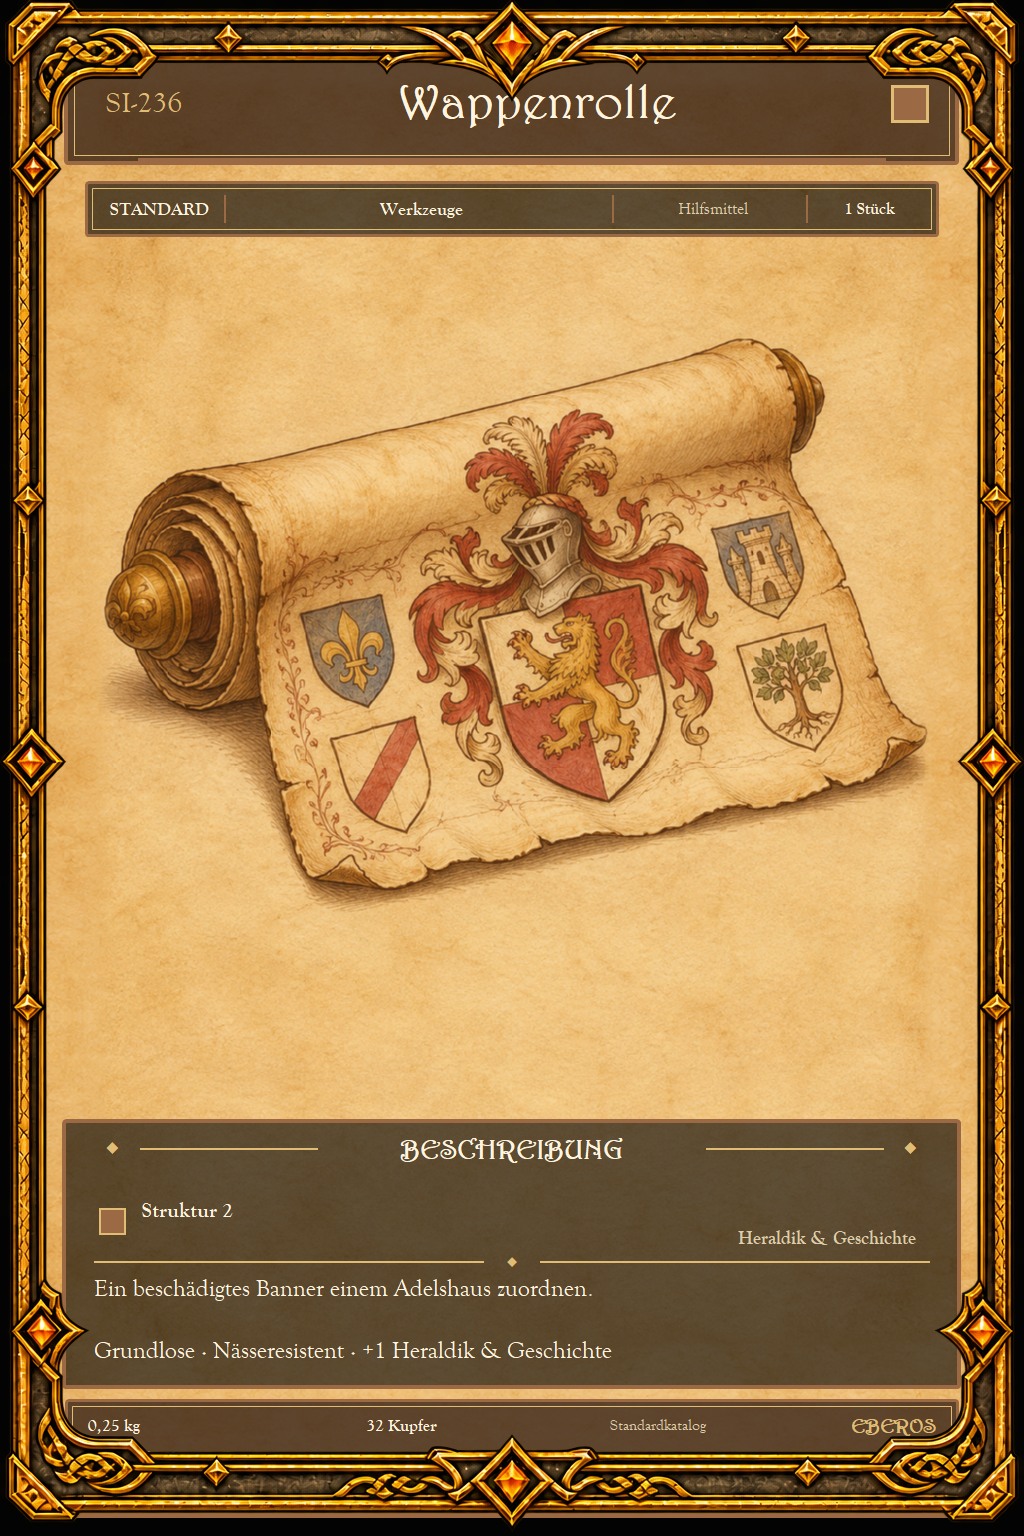 SI-236
Wappenrolle
STANDARD
Werkzeuge
Hilfsmittel
1 Stück
BESCHREIBUNG
Struktur 2
Heraldik & Geschichte
Ein beschädigtes Banner einem Adelshaus zuordnen.
Grundlose · Nässeresistent · +1 Heraldik & Geschichte
0,25 kg
32 Kupfer
Standardkatalog
EBEROS